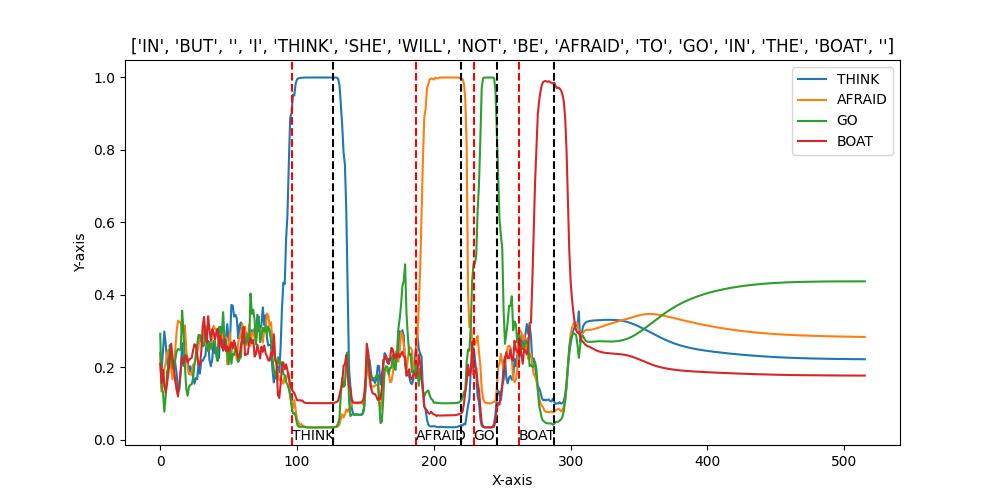 ['IN', 'BUT', '', 'I', 'THINK', 'SHE', 'WILL', 'NOT', 'BE', 'AFRAID', 'TO', 'GO', 'IN', 'THE', 'BOAT', '']
1.0
0.8
0.6
0.4
0.2
0.0
Y-axis
THINK
AFRAID
GO
BOAT
THINK AFRAID GO BOAT
0 100 200 300 400 500
X-axis